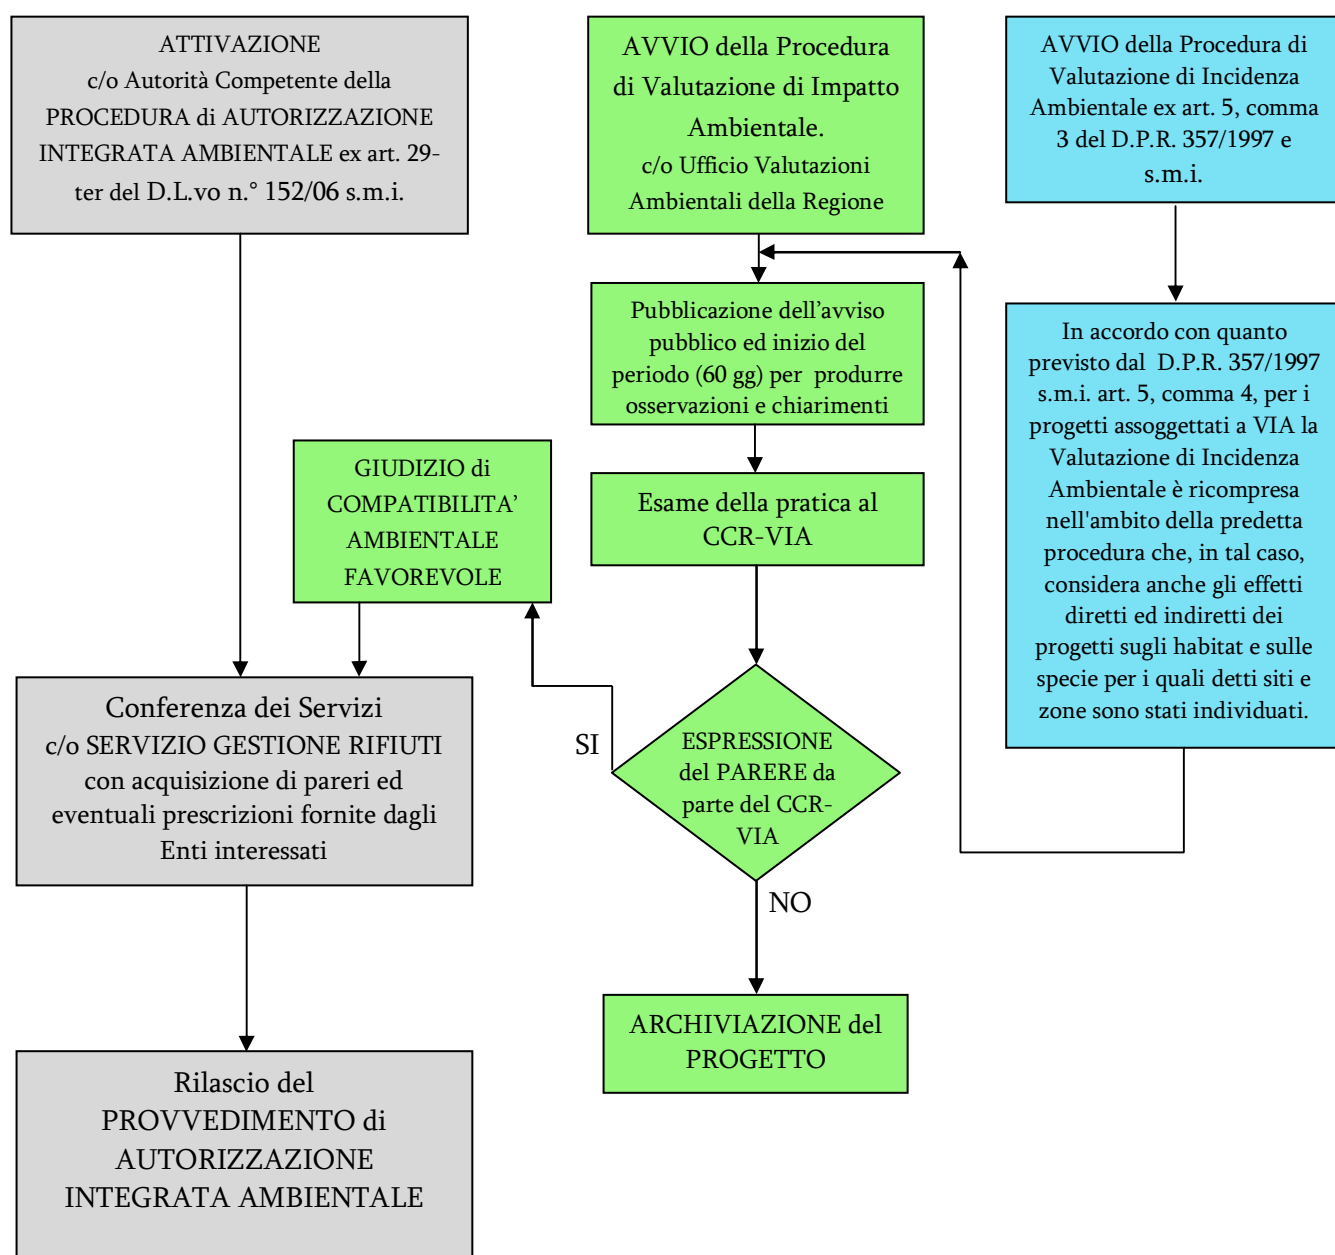 ATTIVAZIONE
c/o Autorità Competente della
PROCEDURA di AUTORIZZAZIONE
INTEGRATA AMBIENTALE ex art. 29-
ter del D.L.vo n.° 152/06 s.m.i.
AVVIO della Procedura
di Valutazione di Impatto
Ambientale.
c/o Ufficio Valutazioni
Ambientali della Regione
AVVIO della Procedura di
Valutazione di Incidenza
Ambientale ex art. 5, comma
3 del D.P.R. 357/1997 e
s.m.i.
Pubblicazione dell'avviso
pubblico ed inizio del
periodo (60 gg) per produrre
osservazioni e chiarimenti
In accordo con quanto
previsto dal D.P.R. 357/1997
s.m.i. art. 5, comma 4, per i
progetti assoggettati a VIA la
Valutazione di Incidenza
Ambientale è ricompresa
nell'ambito della predetta
procedura che, in tal caso,
considera anche gli effetti
diretti ed indiretti dei
progetti sugli habitat e sulle
specie per i quali detti siti e
zone sono stati individuati.
GIUDIZIO di
COMPATIBILITA'
AMBIENTALE
FAVOREVOLE
Esame della pratica al
CCR-VIA
Conferenza dei Servizi
c/o SERVIZIO GESTIONE RIFIUTI
con acquisizione di pareri ed
eventuali prescrizioni fornite dagli
Enti interessati
SI
ESPRESSIONE
del PARERE da
parte del CCR-
VIA
NO
ARCHIVIAZIONE del
PROGETTO
Rilascio del
PROVVEDIMENTO di
AUTORIZZAZIONE
INTEGRATA AMBIENTALE